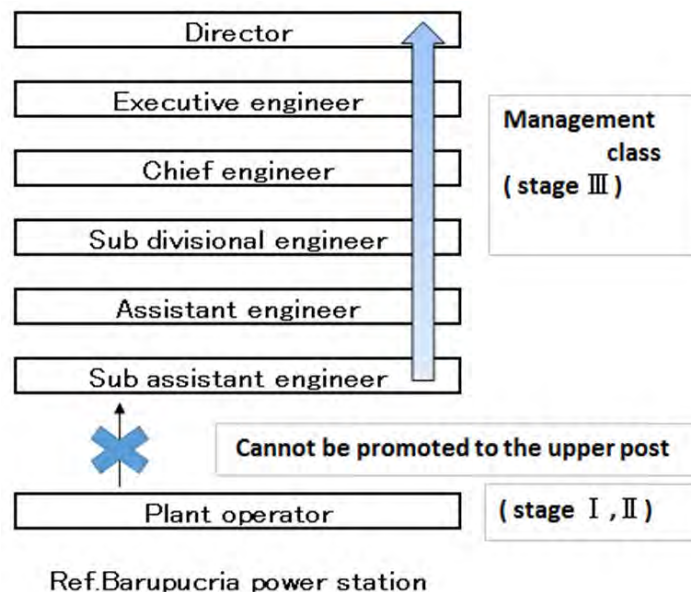 Director
Executive engineer
Management
class
( stage Ⅲ )
Chief engineer
Sub divisional engineer
Assistant engineer
Sub assistant engineer
Cannot be promoted to the upper post
Plant operator
( stage Ⅰ , Ⅱ )
Ref.Barupucria power station